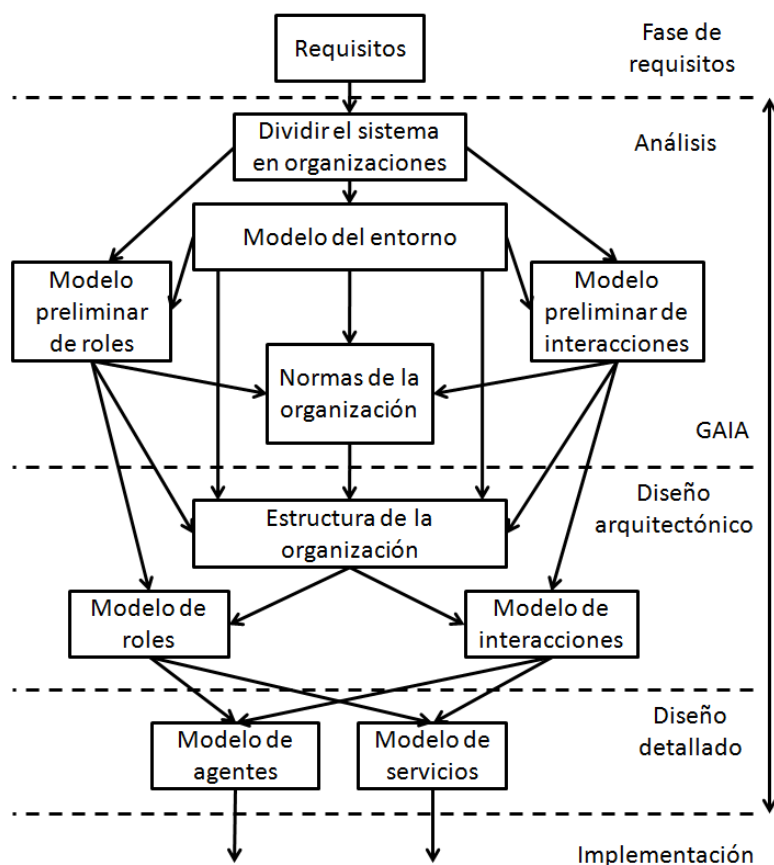 Requisitos
Fase de
requisitos
Dividir el sistema
en organizaciones
Análisis
Modelo del entorno
Modelo
preliminar
de roles
Modelo
preliminar de
interacciones
Normas de la
organización
GAIA
Diseño
arquitectónico
Estructura de la
organización
Modelo de
roles
Modelo de
interacciones
Diseño
detallado
Modelo de
agentes
Modelo de
servicios
Implementación